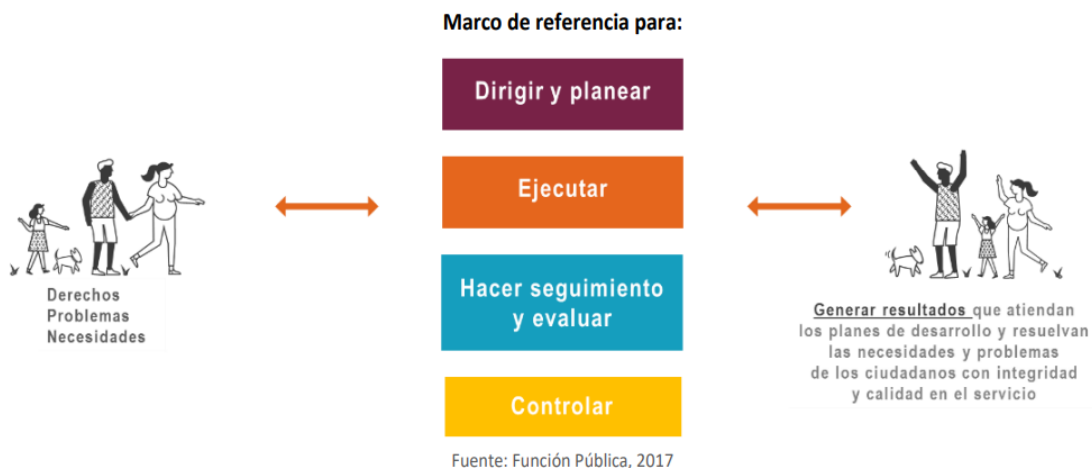 Marco de referencia para:
Dirigir y planear
Ejecutar
Hacer seguimiento
y evaluar
Controlar
Derechos
Problemas
Necesidades
Generar resultados que atiendan
los planes de desarrollo y resuelvan
las necesidades y problemas
de los ciudadanos con integridad
y calidad en el servicio
Fuente: Función Pública, 2017